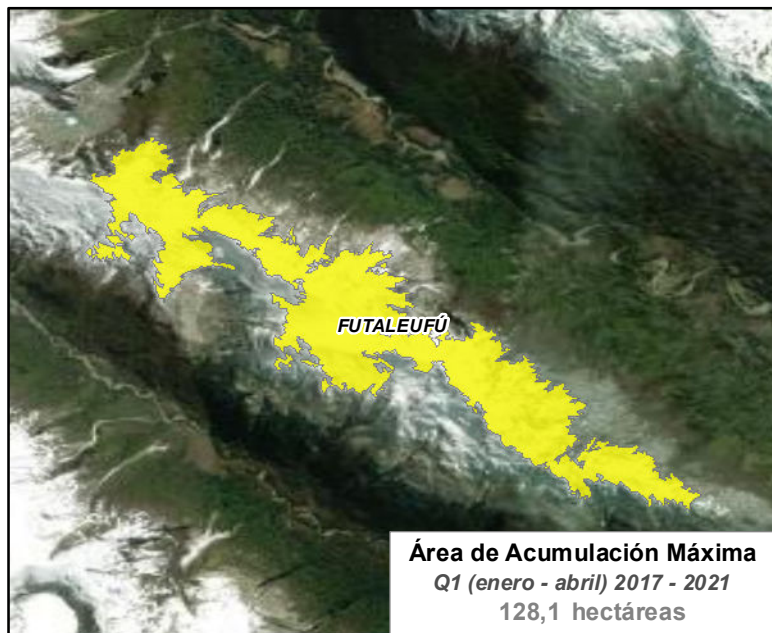 FUTALEUFÚ
Área de Acumulación Máxima
Q1 (enero - abril) 2017 - 2021
128,1 hectáreas